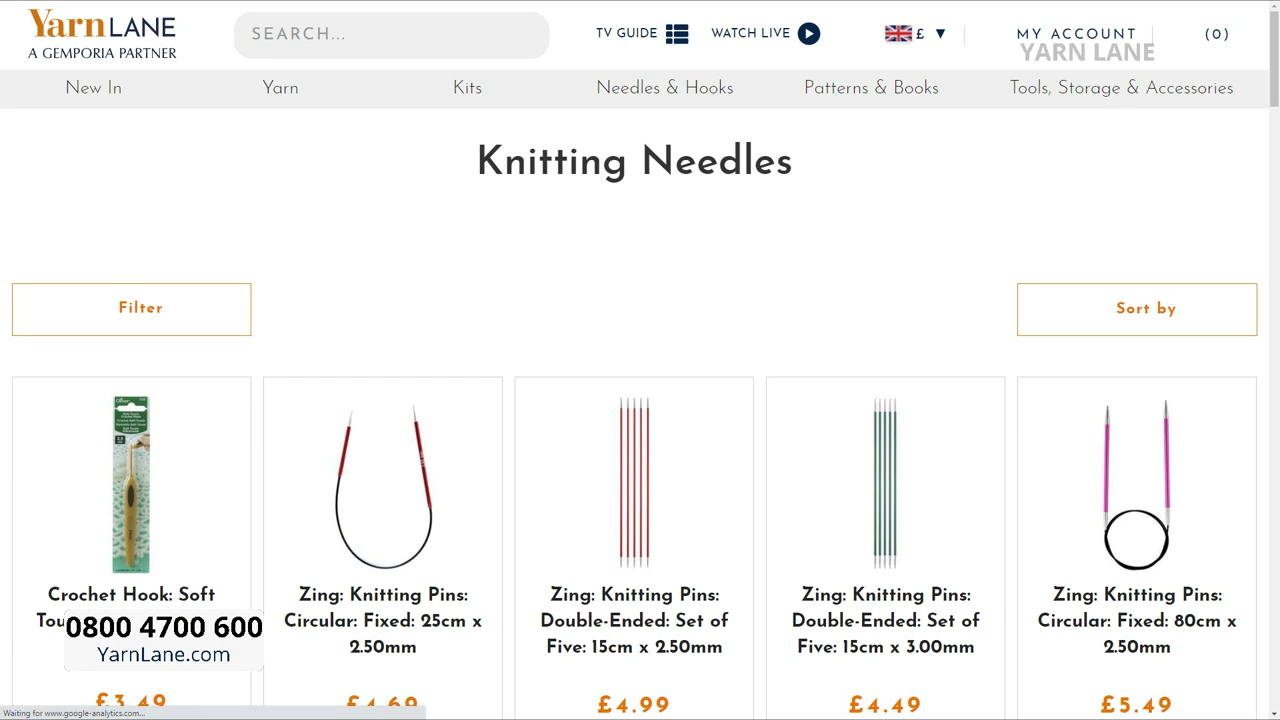 YarnLANE
A GEMPORIA PARTNER
SEARCH...
TV GUIDE
WATCH LIVE
£ ▼
MY ACCOUNT
(0)
YARN LANE
New In
Yarn
Kits
Needles & Hooks
Patterns & Books
Tools, Storage & Accessories
Knitting Needles
Filter
Sort by
Crochet Hook: Soft
0800 4700 600
YarnLane.com
£3.49
Zing: Knitting Pins:
Circular: Fixed: 25cm x
2.50mm
£4.69
Zing: Knitting Pins:
Double-Ended: Set of
Five: 15cm x 2.50mm
£4.99
Zing: Knitting Pins:
Double-Ended: Set of
Five: 15cm x 3.00mm
£4.49
Zing: Knitting Pins:
Circular: Fixed: 80cm x
2.50mm
£5.49
Waiting for www.google-analytics.com...